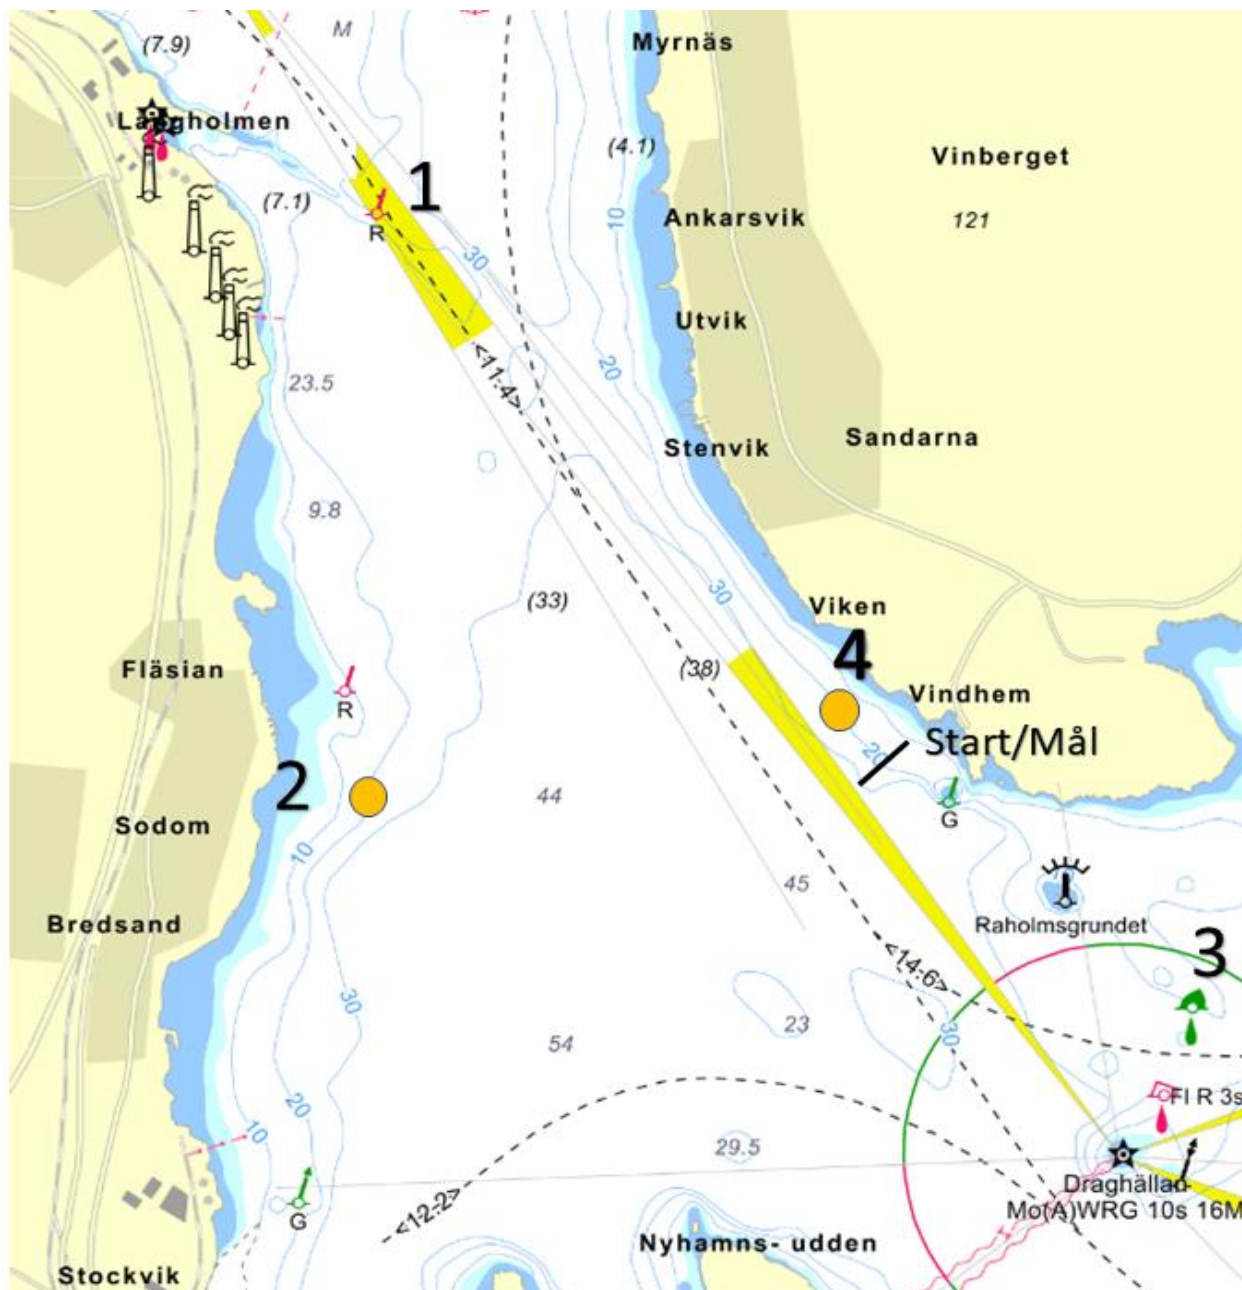 M
Myrnäs
(7.9)
Långholmen
(4.1)
Vinberget
1
(7.1)
10
Ankarsvik
121
R
30
Utvik
<11.4>
20
23.5
Stenvik
Sandarna
9.8
30
(33)
Viken
4
Fläsian
(38)
Vindhem
R
20
Start/Mål
2
44
G
Sodom
10
45
Bredsand
Raholmsgrundet
<14.6>
3
30
23
30
54
20
Fl R 3s
10
29.5
Draghällan
Mo(A)WRG 10s 16M
G
<12.2>
Nyhamns- udden
Stockvik